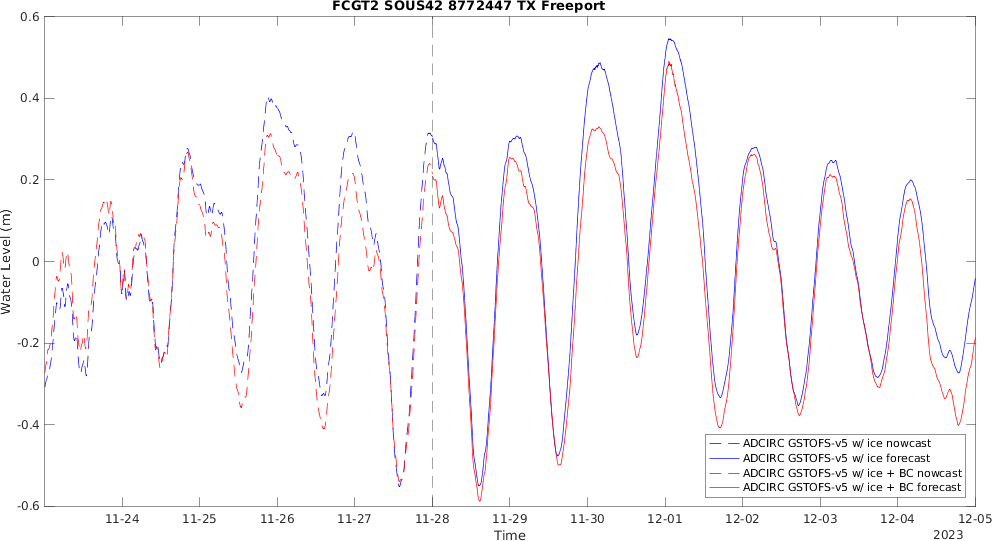 FCGT2 SOUS42 8772447 TX Freeport
Water Level (m)
0.6
0.4
0.2
0
-0.2
-0.4
-0.6
ADCIRC GSTOFS-v5 w/ ice nowcast
ADCIRC GSTOFS-v5 w/ ice forecast
ADCIRC GSTOFS-v5 w/ ice + BC nowcast
ADCIRC GSTOFS-v5 w/ ice + BC forecast
11-24 11-25 11-26 11-27 11-28 11-29 11-30 12-01 12-02 12-03 12-04 12-05
Time
2023